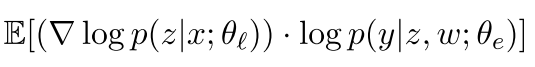 𝔼[(∇ log p(z|x; θ_ℓ)) · log p(y|z, w; θ_e)]